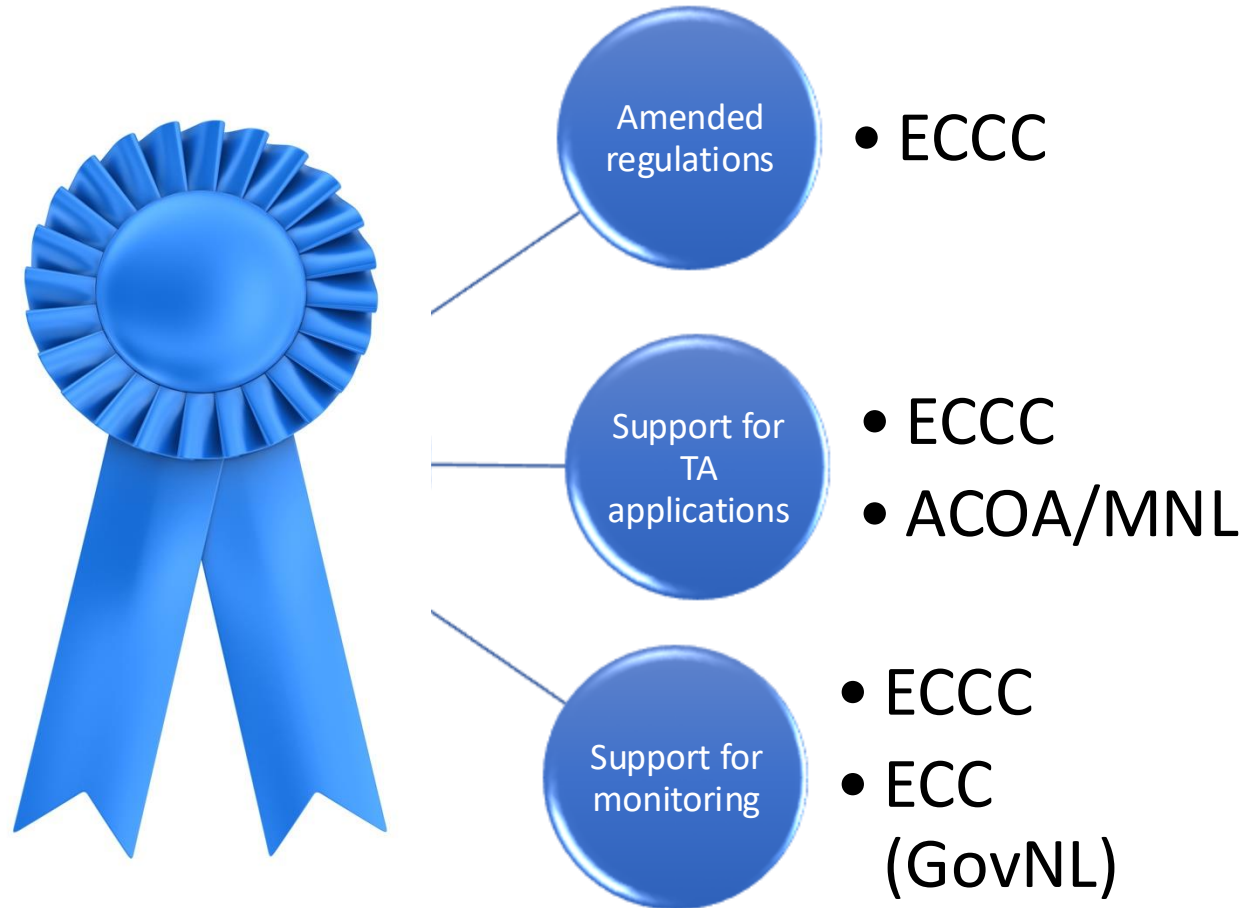 Amended
regulations
• ECCC
Support for
TA
applications
• ECCC
• ACOA/MNL
Support for
monitoring
• ECCC
• ECC
(GovNL)